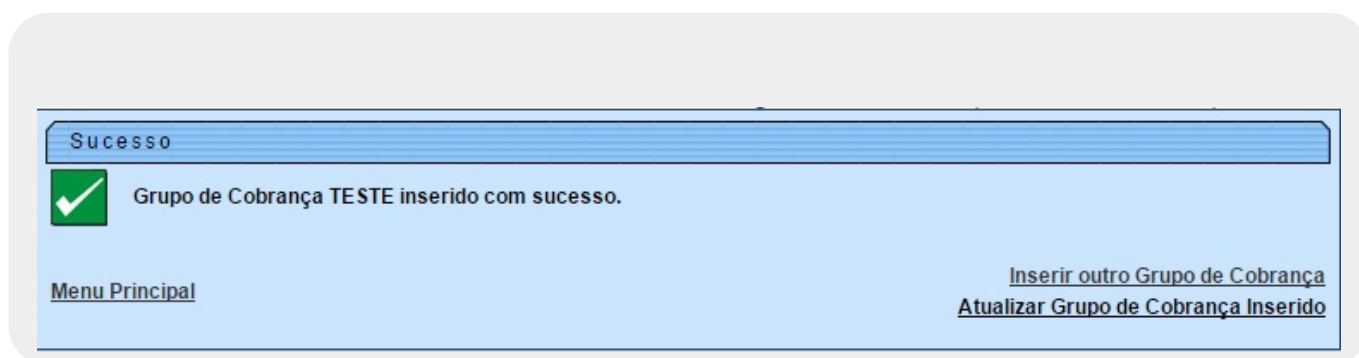 Sucesso
Grupo de Cobrança TESTE inserido com sucesso.
Inserir outro Grupo de Cobrança
Menu Principal
Atualizar Grupo de Cobrança Inserido